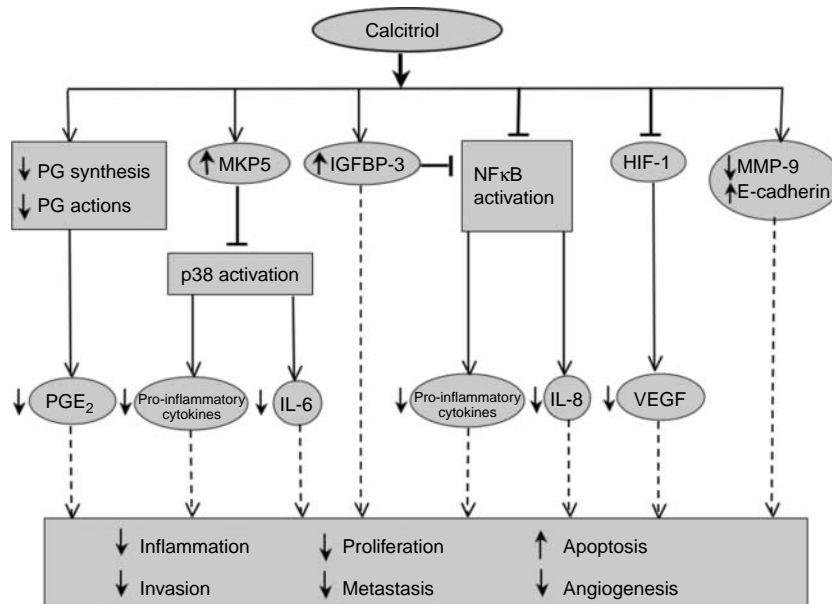 Calcitriol
↓ PG synthesis
↓ PG actions
↑ MKP5
↑ IGFBP-3
NFκB
activation
HIF-1
↓ MMP-9
↑ E-cadherin
p38 activation
↓ PGE₂
↓ Pro-inflammatory
cytokines
↓ IL-6
↓ Pro-inflammatory
cytokines
↓ IL-8
↓ VEGF
↓ Inflammation
↓ Proliferation
↑ Apoptosis
↓ Invasion
↓ Metastasis
↓ Angiogenesis